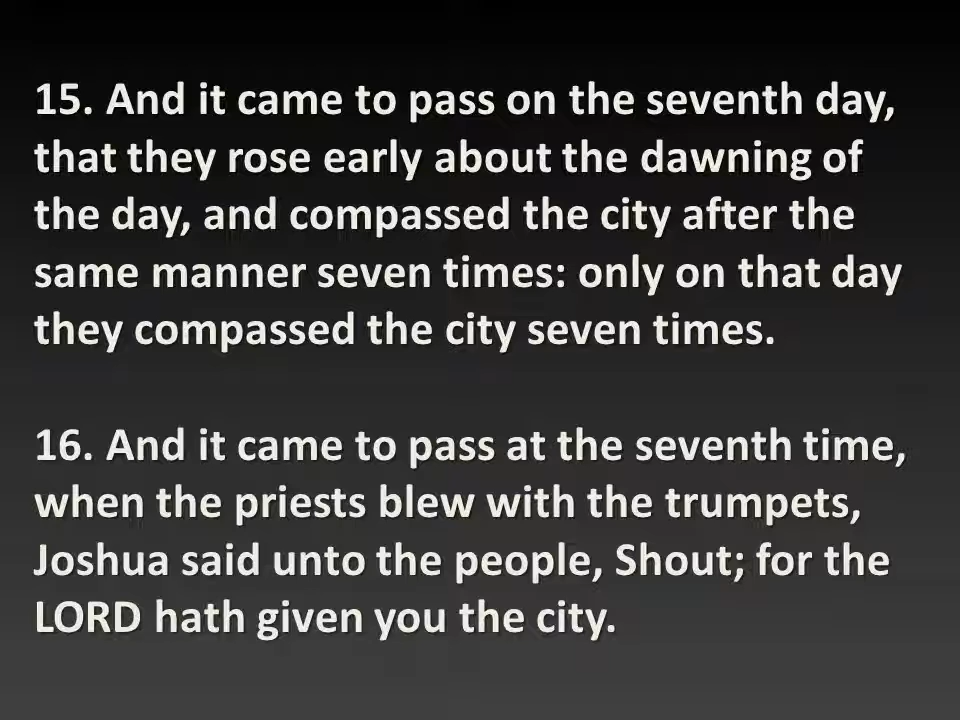 15. And it came to pass on the seventh day,
that they rose early about the dawning of
the day, and compassed the city after the
same manner seven times: only on that day
they compassed the city seven times.
16. And it came to pass at the seventh time,
when the priests blew with the trumpets,
Joshua said unto the people, Shout; for the
LORD hath given you the city.